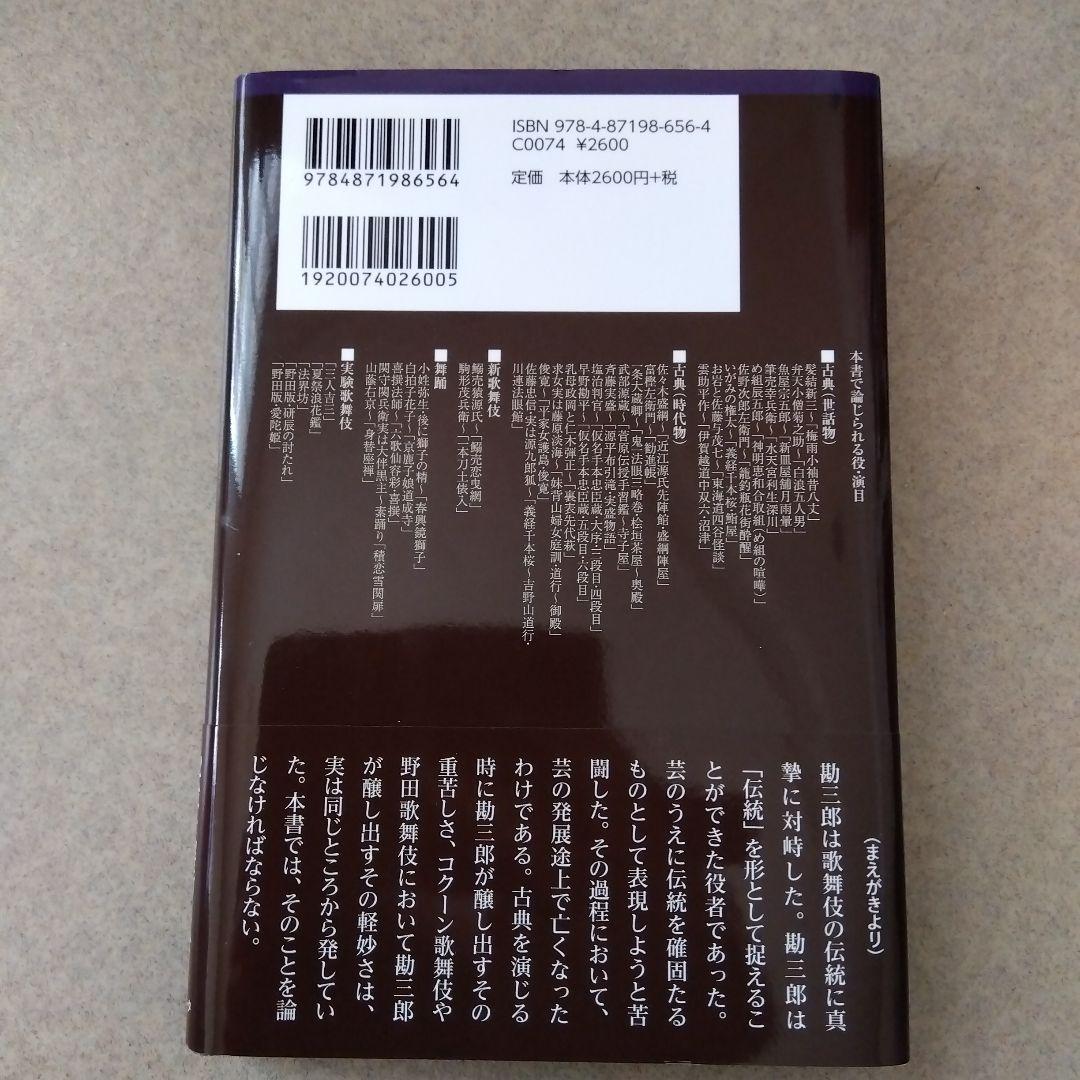 ISBN 978-4-87198-656-4
C0074 ¥2600
定価　本体2600円+税
9784871986564
1920074026005
本書で論じられる役・演目
■古典（世話物）
髪結新三～「梅雨小袖昔八丈」
弁天小僧菊之助～「白浪五人男」
魚屋宗五郎～「新皿屋舗月雨暈」
筆売幸兵衛～「水天宮利生深川」
め組辰五郎～「神明恵和合取組（め組の喧嘩）」
佐野次郎左衛門～「籠釣瓶花街酔醒」
いがみの権太～「義経千本桜・鮨屋」
お岩と佐藤与茂七～「東海道四谷怪談」
雲助平作～「伊賀越道中双六・沼津」
■古典（時代物）
佐々木盛綱～「近江源氏先陣館・盛綱陣屋」
富樫左衛門～「勧進帳」
一条大蔵卿～「鬼一法眼三略巻・桧垣茶屋～奥殿」
武部源蔵～「菅原伝授手習鑑～寺子屋」
斉藤実盛～「源平布引滝・実盛物語」
塩冶判官～「仮名手本忠臣蔵・大序・三段目・四段目」
早野勘平～「仮名手本忠臣蔵・五段目・六段目」
乳母政岡と仁木弾正～「裏表先代萩」
求女実は藤原淡海～「妹背山婦女庭訓・道行～御殿」
俊寛～「平家女護島・俊寛」
佐藤忠信・実は源九郎狐～「義経千本桜～吉野山道行・
川連法眼館」
■新歌舞伎
鰯売猿源氏～「鰯売恋曳網」
駒形茂兵衛～「一本刀土俵入」
■舞踊
小姓弥生・後に獅子の精～「春興鏡獅子」
白拍子花子～「京鹿子娘道成寺」
喜撰法師～「六歌仙容彩・喜撰」
関守関兵衛実は大伴黒主～素踊り「積恋雪関扉」
山蔭右京～「身替座禅」
■実験歌舞伎
「三人吉三」
「夏祭浪花鑑」
「法界坊」
「野田版・研辰の討たれ」
「野田版・愛陀姫」
（まえがきより）
勘三郎は歌舞伎の伝統に真
摯に対峙した。勘三郎は
「伝統」を形として捉えるこ
とができた役者であった。
芸のうえに伝統を確固たる
ものとして表現しようと苦
闘した。その過程において、
芸の発展途上で亡くなった
わけである。古典を演じる
時に勘三郎が醸し出すその
重苦しさ、コクーン歌舞伎や
野田歌舞伎において勘三郎
が醸し出すその軽妙さは、
実は同じところから発してい
た。本書では、そのことを論
じなければならない。